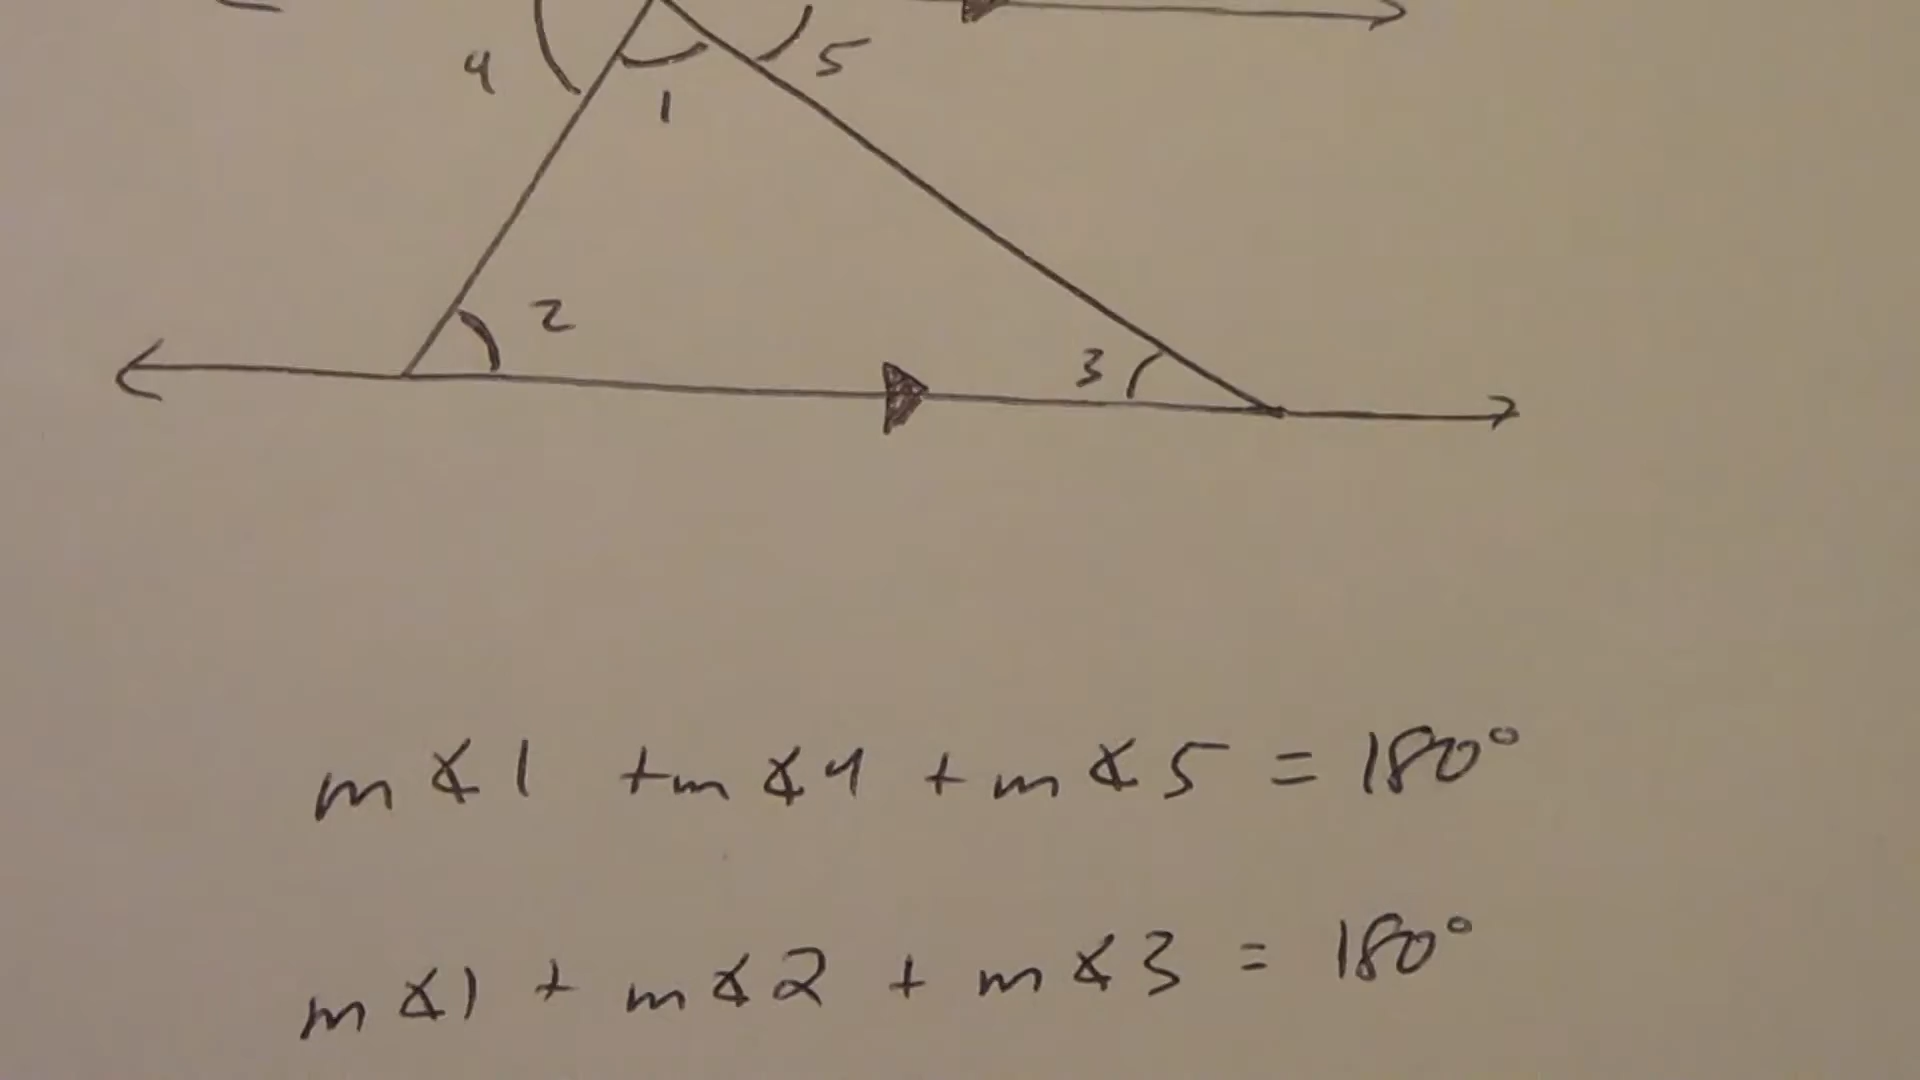 4
5
1
2
3
m∡1 + m∡4 + m∡5 = 180°
m∡1 + m∡2 + m∡3 = 180°